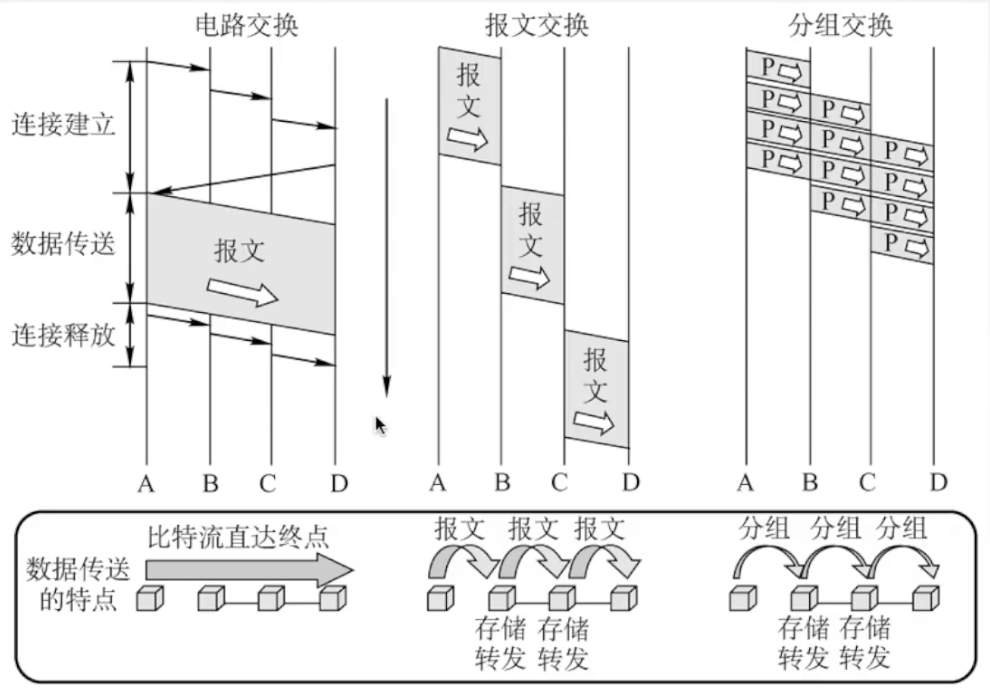 电路交换
报文交换
分组交换
连接建立
数据传送
连接释放
报文
A B C D
报
文
报
文
报
文
A B C D
P
P P
P P P
P P P
P P
P
A B C D
数据传送
的特点
比特流直达终点
报文 报文 报文
存储 存储
转发 转发
分组 分组 分组
存储 存储
转发 转发